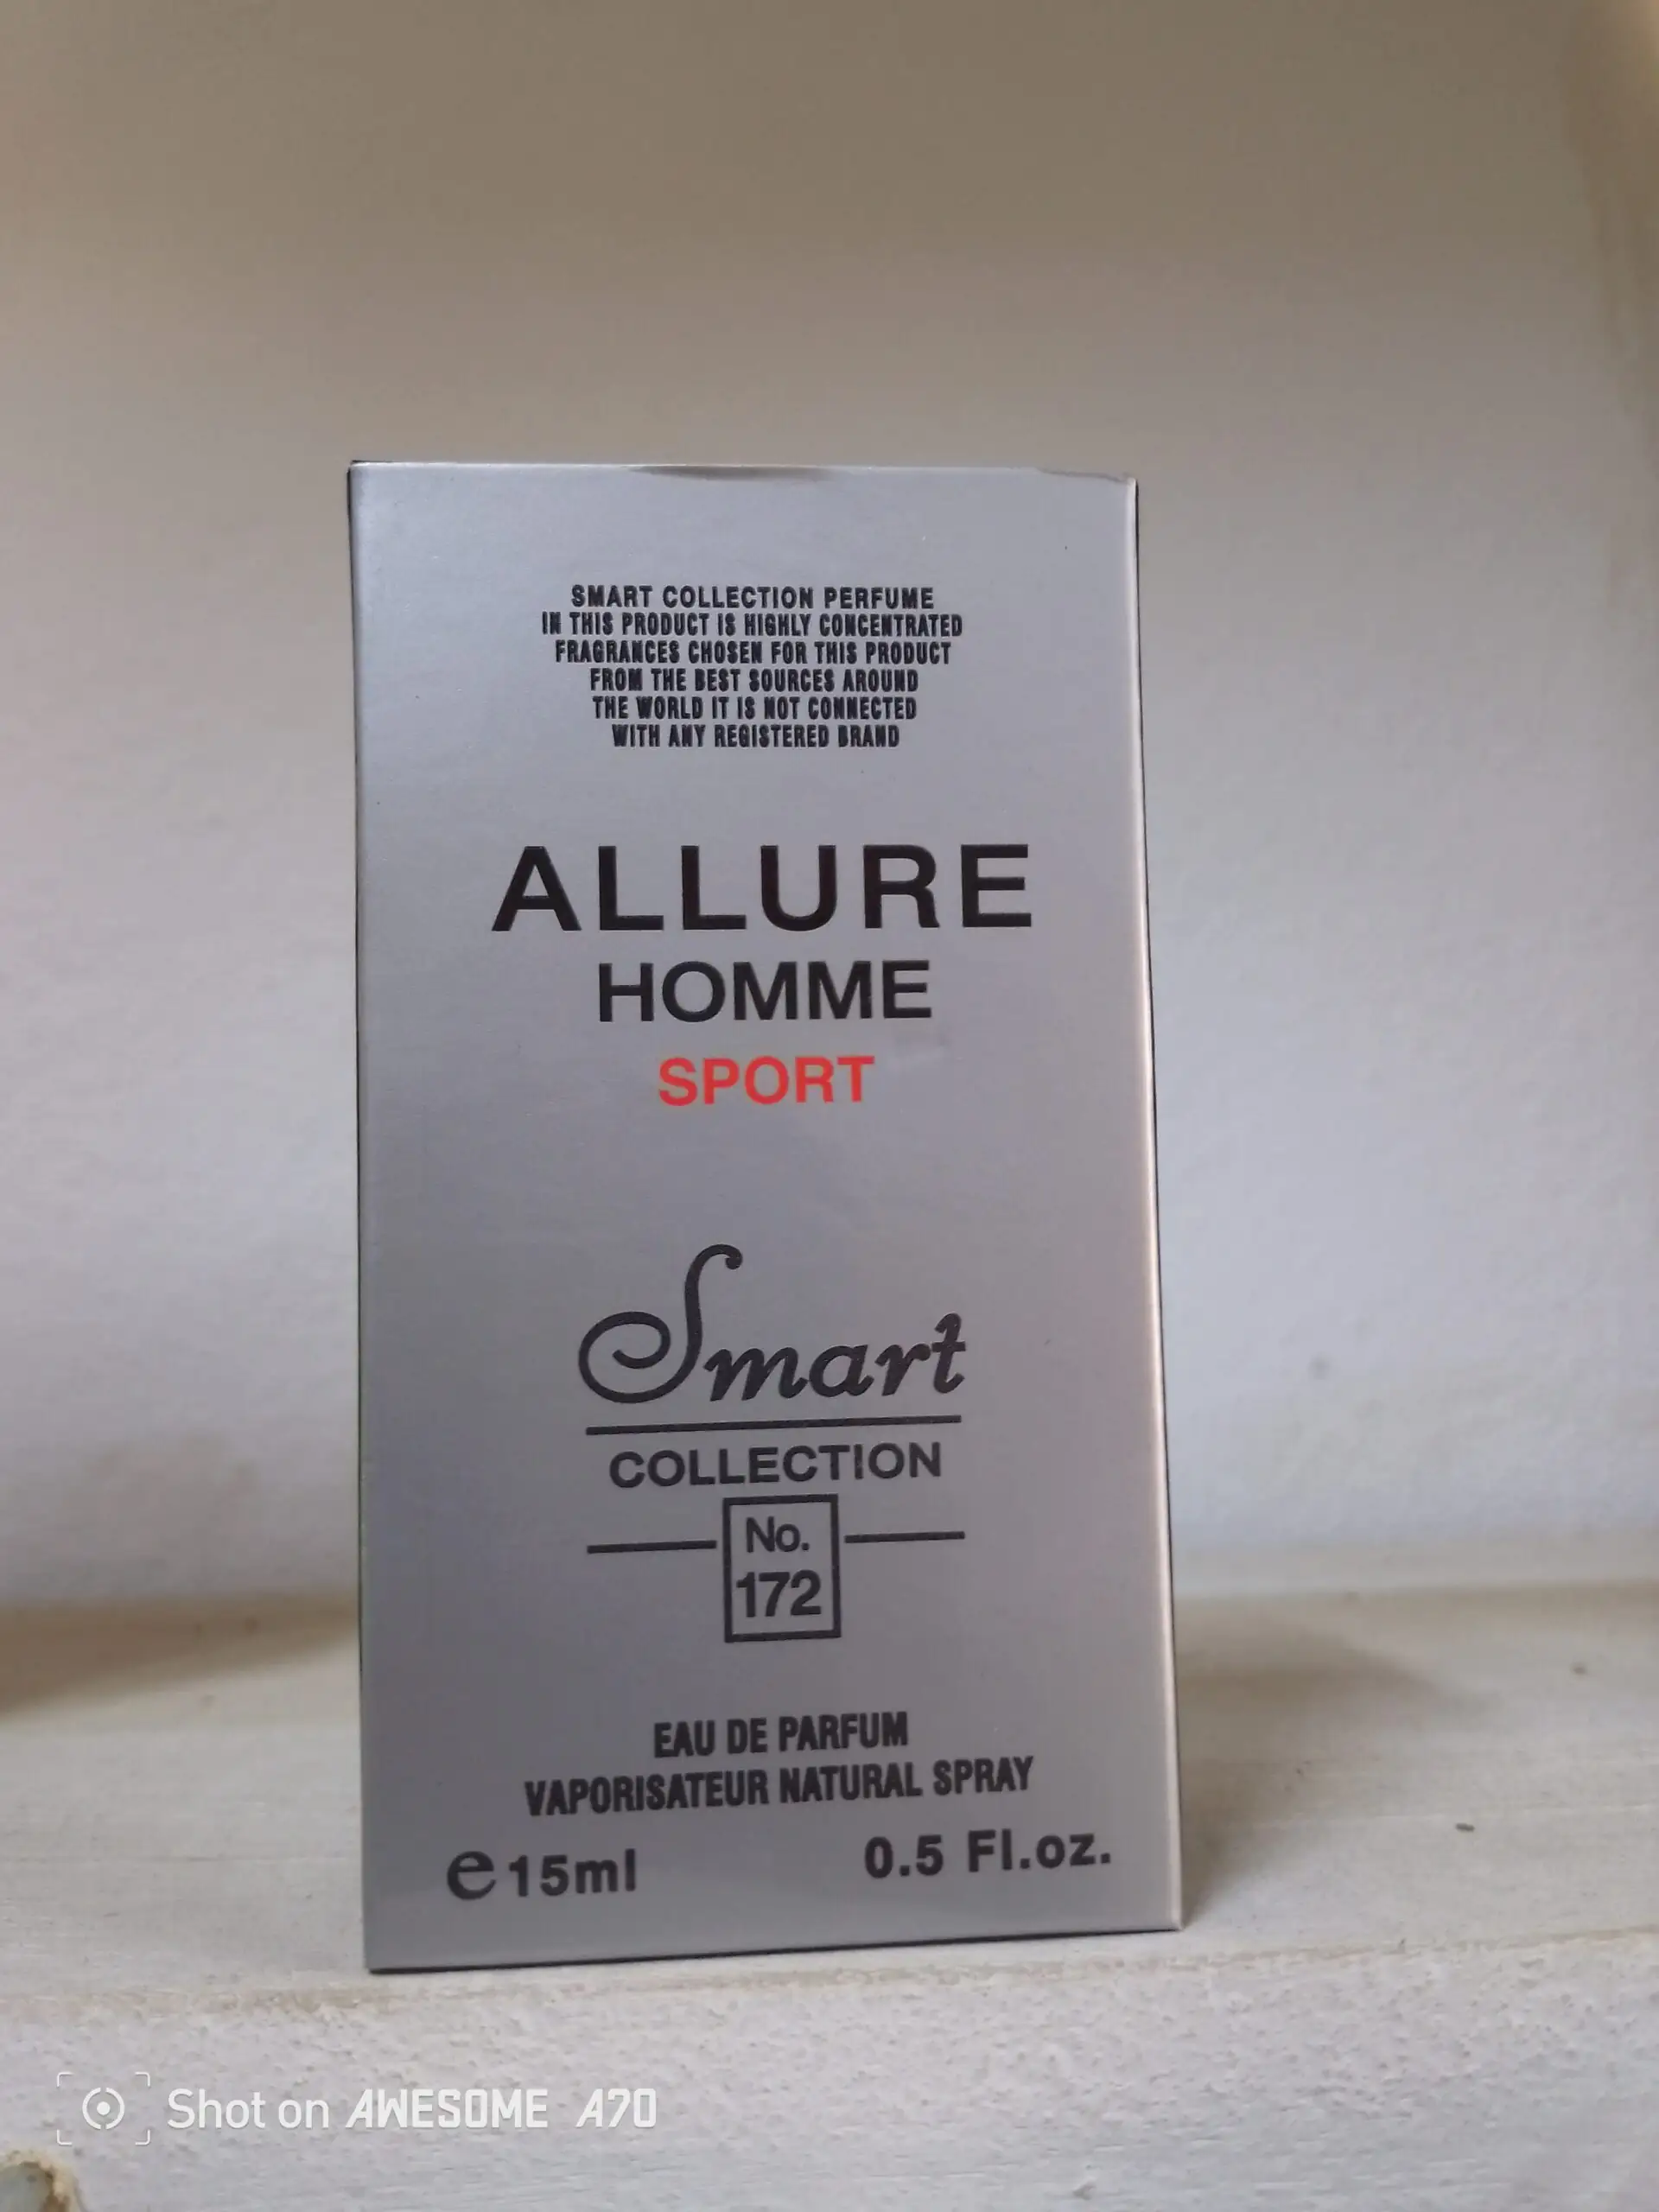 SMART COLLECTION PERFUME
IN THIS PRODUCT IS HIGHLY CONCENTRATED
FRAGRANCES CHOSEN FOR THIS PRODUCT
FROM THE BEST SOURCES AROUND
THE WORLD IT IS NOT CONNECTED
WITH ANY REGISTERED BRAND
ALLURE
HOMME
SPORT
Smart
COLLECTION
No.
172
EAU DE PARFUM
VAPORISATEUR NATURAL SPRAY
e 15ml 0.5 Fl.oz.
Shot on AWESOME A70